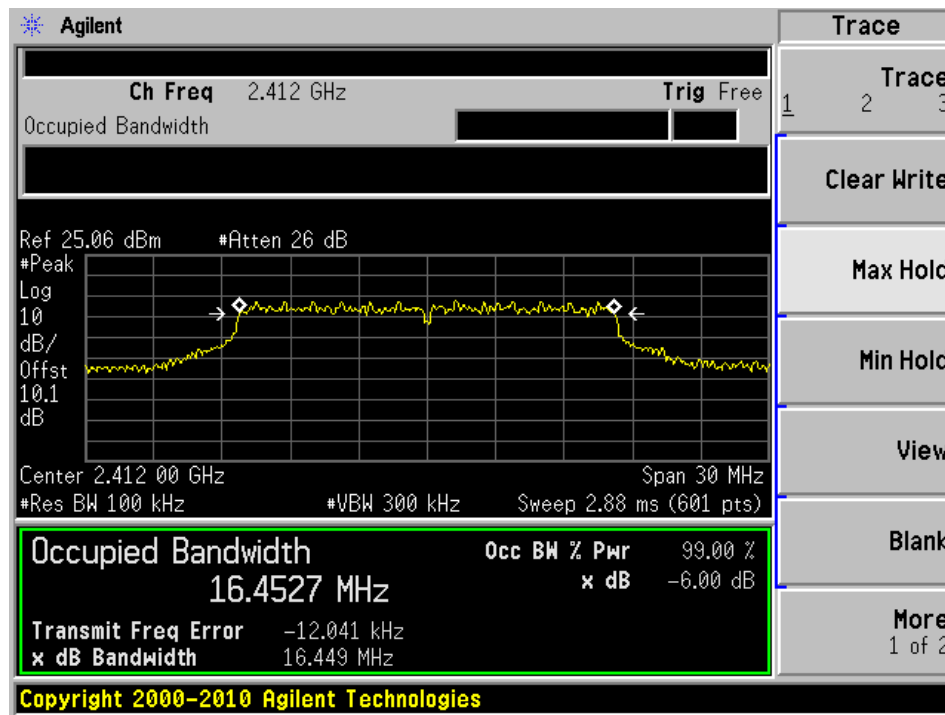 Agilent
Trace
Ch Freq 2.412 GHz Trig Free
Occupied Bandwidth
Ref 25.06 dBm #Atten 26 dB
#Peak
Log
10
dB/
Offst
10.1
dB
Center 2.412 00 GHz Span 30 MHz
#Res BW 100 kHz #VBW 300 kHz Sweep 2.88 ms (601 pts)
Occupied Bandwidth
16.4527 MHz
Occ BW % Pwr 99.00 %
x dB -6.00 dB
Transmit Freq Error -12.041 kHz
x dB Bandwidth 16.449 MHz
Copyright 2000-2010 Agilent Technologies
Trace
1 2 3
Clear Write
Max Hold
Min Hold
View
Blank
More
1 of 2